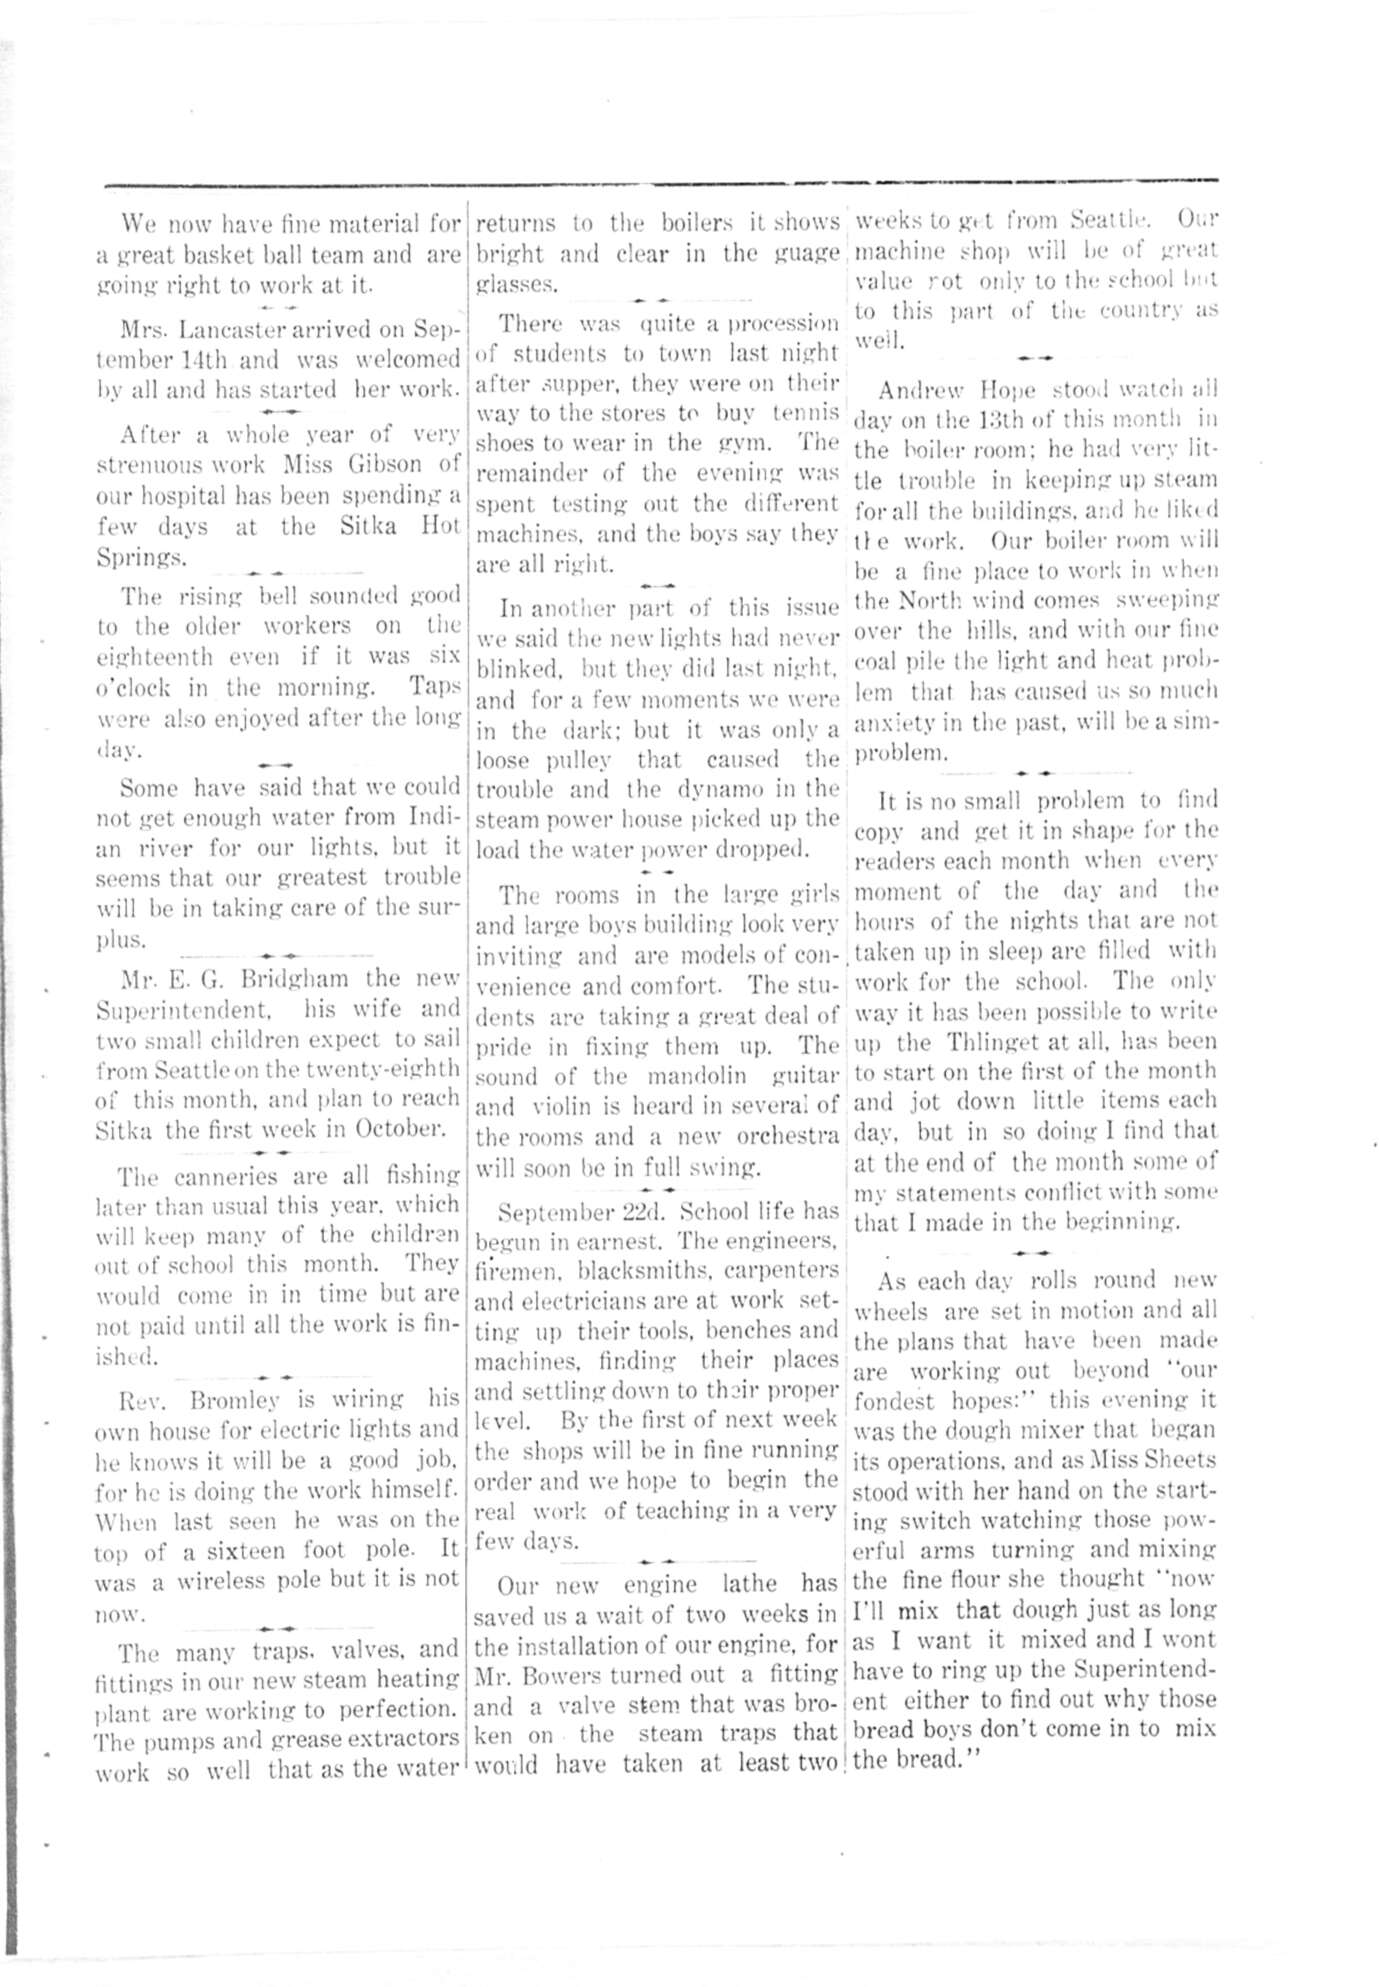 We now have fine material for
a great basket ball team and are
going right to work at it.
Mrs. Lancaster arrived on Sep-
tember 14th and was welcomed
by all and has started her work.
After a whole year of very
strenuous work Miss Gibson of
our hospital has been spending a
few days at the Sitka Hot
Springs.
The rising bell sounded good
to the older workers on the
eighteenth even if it was six
o'clock in the morning. Taps
were also enjoyed after the long
day.
Some have said that we could
not get enough water from Indi-
an river for our lights, but it
seems that our greatest trouble
will be in taking care of the sur-
plus.
Mr. E. G. Bridgham the new
Superintendent, his wife and
two small children expect to sail
from Seattle on the twenty-eighth
of this month, and plan to reach
Sitka the first week in October.
The canneries are all fishing
later than usual this year, which
will keep many of the children
out of school this month. They
would come in in time but are
not paid until all the work is fin-
ished.
Rev. Bromley is wiring his
own house for electric lights and
he knows it will be a good job,
for he is doing the work himself.
When last seen he was on the
top of a sixteen foot pole. It
was a wireless pole but it is not
now.
The many traps, valves, and
fittings in our new steam heating
plant are working to perfection.
The pumps and grease extractors
work so well that as the water
returns to the boilers it shows
bright and clear in the guage
glasses.
There was quite a procession
of students to town last night
after supper, they were on their
way to the stores to buy tennis
shoes to wear in the gym. The
remainder of the evening was
spent testing out the different
machines, and the boys say they
are all right.
In another part of this issue
we said the new lights had never
blinked, but they did last night,
and for a few moments we were
in the dark; but it was only a
loose pulley that caused the
trouble and the dynamo in the
steam power house picked up the
load the water power dropped.
The rooms in the large girls
and large boys building look very
inviting and are models of con-
venience and comfort. The stu-
dents are taking a great deal of
pride in fixing them up. The
sound of the mandolin guitar
and violin is heard in several of
the rooms and a new orchestra
will soon be in full swing.
September 22d. School life has
begun in earnest. The engineers,
firemen, blacksmiths, carpenters
and electricians are at work set-
ting up their tools, benches and
machines, finding their places
and settling down to their proper
level. By the first of next week
the shops will be in fine running
order and we hope to begin the
real work of teaching in a very
few days.
Our new engine lathe has
saved us a wait of two weeks in
the installation of our engine, for
Mr. Bowers turned out a fitting
and a valve stem that was bro-
ken on the steam traps that
would have taken at least two
weeks to get from Seattle. Our
machine shop will be of great
value not only to the school but
to this part of the country as
well.
Andrew Hope stood watch all
day on the 13th of this month in
the boiler room; he had very lit-
tle trouble in keeping up steam
for all the buildings, and he liked
the work. Our boiler room will
be a fine place to work in when
the North wind comes sweeping
over the hills, and with our fine
coal pile the light and heat prob-
lem that has caused us so much
anxiety in the past, will be a sim-
problem.
It is no small problem to find
copy and get it in shape for the
readers each month when every
moment of the day and the
hours of the nights that are not
taken up in sleep are filled with
work for the school. The only
way it has been possible to write
up the Thlinget at all, has been
to start on the first of the month
and jot down little items each
day, but in so doing I find that
at the end of the month some of
my statements conflict with some
that I made in the beginning.
As each day rolls round new
wheels are set in motion and all
the plans that have been made
are working out beyond "our
fondest hopes:" this evening it
was the dough mixer that began
its operations, and as Miss Sheets
stood with her hand on the start-
ing switch watching those pow-
erful arms turning and mixing
the fine flour she thought "now
I'll mix that dough just as long
as I want it mixed and I wont
have to ring up the Superintend-
ent either to find out why those
bread boys don't come in to mix
the bread."